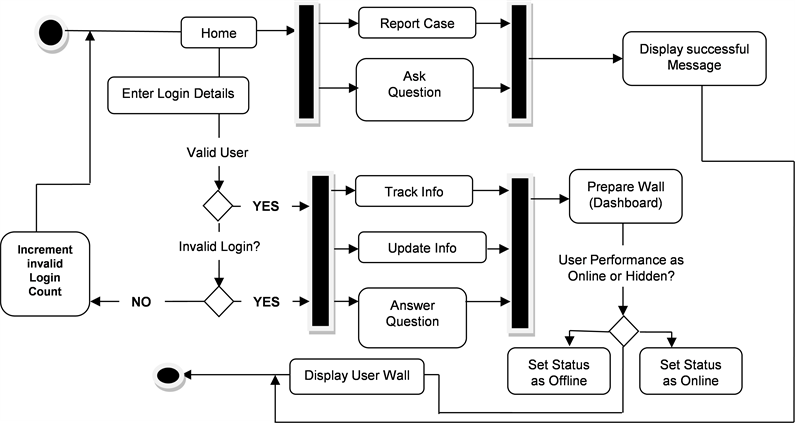 Home
Report Case
Ask
Question
Display successful
Message
Enter Login Details
Valid User
YES
Track Info
Update Info
Answer
Question
Prepare Wall
(Dashboard)
Invalid Login?
YES
NO
Increment
invalid
Login
Count
User Performance as
Online or Hidden?
Set Status
as Offline
Set Status
as Online
Display User Wall